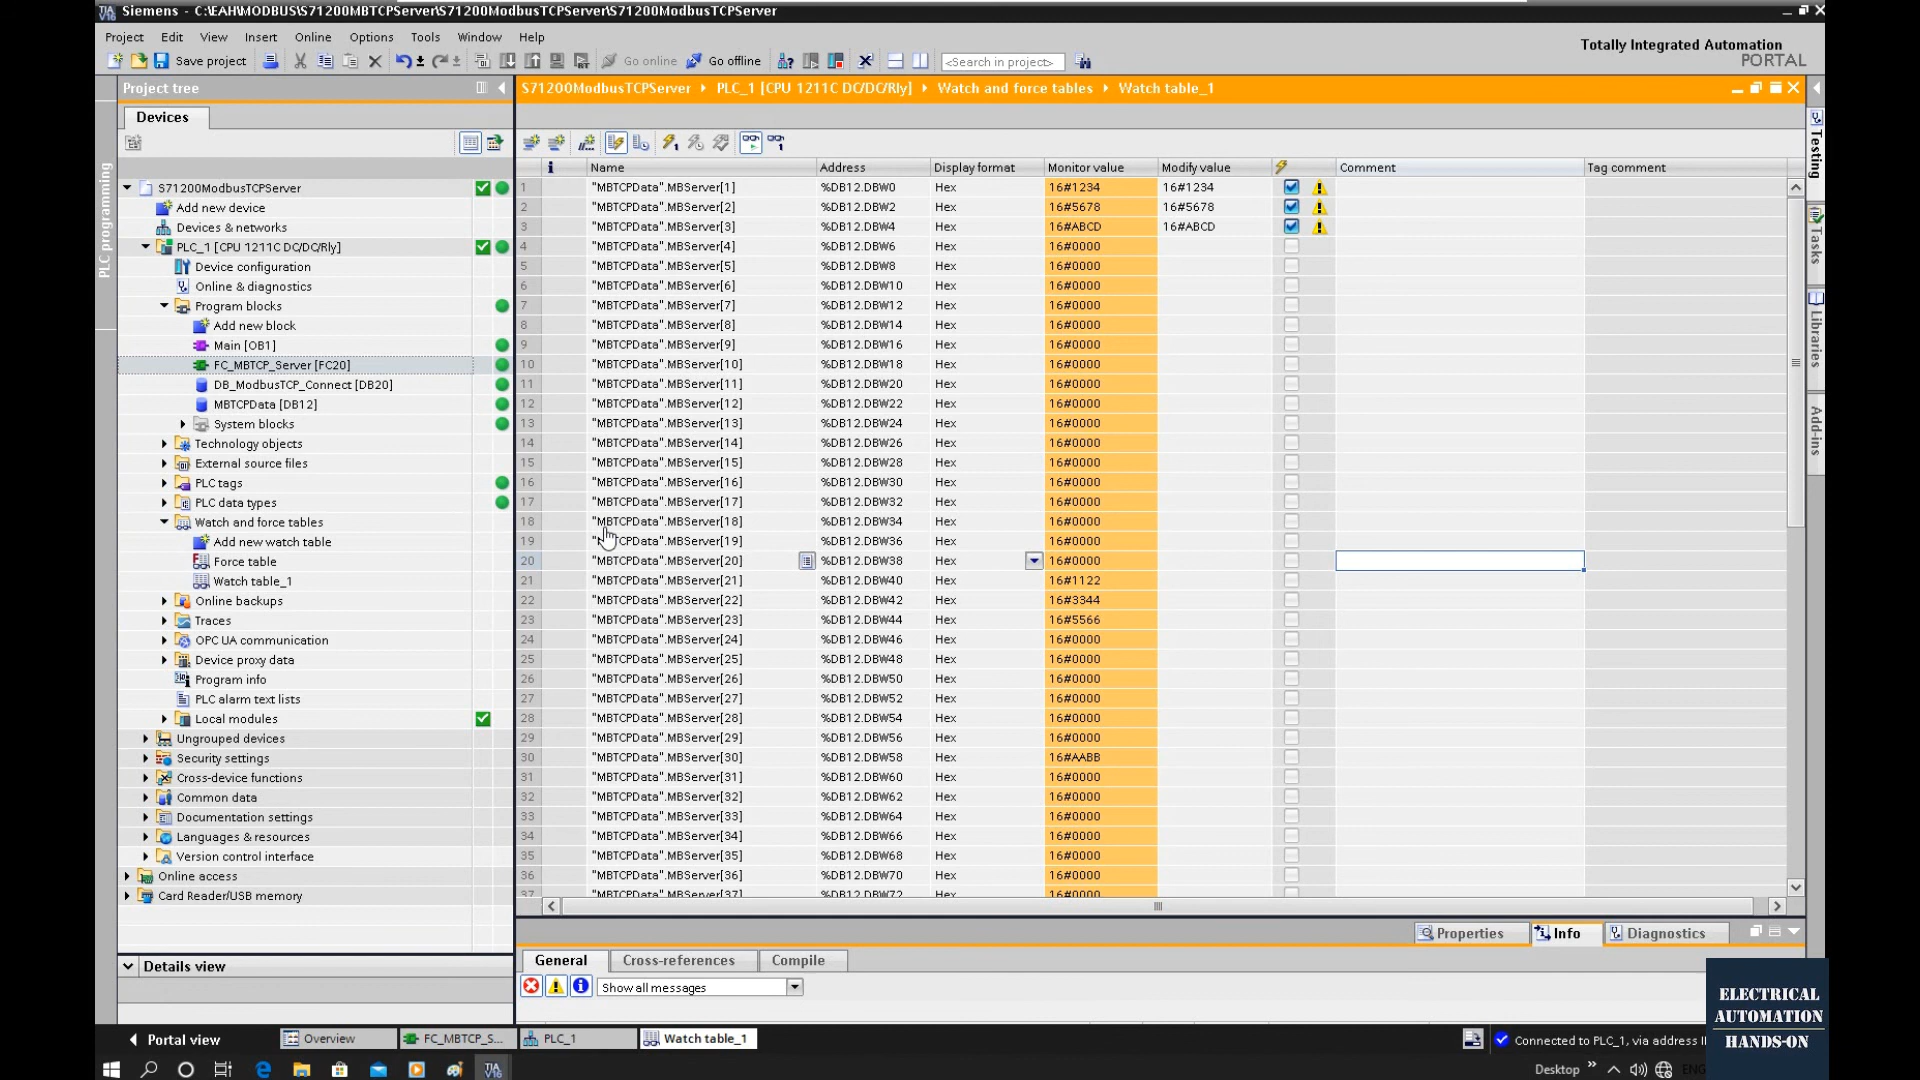 Siemens - C:\EAH\MODBUS\S71200MBTCPServer\S71200ModbusTCPServer\S71200ModbusTCPServer
Project Edit View Insert Online Options Tools Window Help
Totally Integrated Automation
PORTAL
Save project
Go online
Go offline
<Search in project>
Project tree
S71200ModbusTCPServer PLC_1 [CPU 1211C DC/DC/Rly] Watch and force tables Watch table_1
Devices
PLC programming
S71200ModbusTCPServer
Add new device
Devices & networks
PLC_1 [CPU 1211C DC/DC/Rly]
Device configuration
Online & diagnostics
Program blocks
Add new block
Main [OB1]
FC_MBTCP_Server [FC20]
DB_ModbusTCP_Connect [DB20]
MBTCPData [DB12]
System blocks
Technology objects
External source files
PLC tags
PLC data types
Watch and force tables
Add new watch table
Force table
Watch table_1
Online backups
Traces
OPC UA communication
Device proxy data
Program info
PLC alarm text lists
Local modules
Ungrouped devices
Security settings
Cross-device functions
Common data
Documentation settings
Languages & resources
Version control interface
Online access
Card Reader/USB memory
Details view
i Name Address Display format Monitor value Modify value Comment Tag comment
1 "MBTCPData".MBServer[1] %DB12.DBW0 Hex 16#1234 16#1234
2 "MBTCPData".MBServer[2] %DB12.DBW2 Hex 16#5678 16#5678
3 "MBTCPData".MBServer[3] %DB12.DBW4 Hex 16#ABCD 16#ABCD
4 "MBTCPData".MBServer[4] %DB12.DBW6 Hex 16#0000
5 "MBTCPData".MBServer[5] %DB12.DBW8 Hex 16#0000
6 "MBTCPData".MBServer[6] %DB12.DBW10 Hex 16#0000
7 "MBTCPData".MBServer[7] %DB12.DBW12 Hex 16#0000
8 "MBTCPData".MBServer[8] %DB12.DBW14 Hex 16#0000
9 "MBTCPData".MBServer[9] %DB12.DBW16 Hex 16#0000
10 "MBTCPData".MBServer[10] %DB12.DBW18 Hex 16#0000
11 "MBTCPData".MBServer[11] %DB12.DBW20 Hex 16#0000
12 "MBTCPData".MBServer[12] %DB12.DBW22 Hex 16#0000
13 "MBTCPData".MBServer[13] %DB12.DBW24 Hex 16#0000
14 "MBTCPData".MBServer[14] %DB12.DBW26 Hex 16#0000
15 "MBTCPData".MBServer[15] %DB12.DBW28 Hex 16#0000
16 "MBTCPData".MBServer[16] %DB12.DBW30 Hex 16#0000
17 "MBTCPData".MBServer[17] %DB12.DBW32 Hex 16#0000
18 "MBTCPData".MBServer[18] %DB12.DBW34 Hex 16#0000
19 "MBTCPData".MBServer[19] %DB12.DBW36 Hex 16#0000
20 "MBTCPData".MBServer[20] %DB12.DBW38 Hex 16#0000
21 "MBTCPData".MBServer[21] %DB12.DBW40 Hex 16#1122
22 "MBTCPData".MBServer[22] %DB12.DBW42 Hex 16#3344
23 "MBTCPData".MBServer[23] %DB12.DBW44 Hex 16#5566
24 "MBTCPData".MBServer[24] %DB12.DBW46 Hex 16#0000
25 "MBTCPData".MBServer[25] %DB12.DBW48 Hex 16#0000
26 "MBTCPData".MBServer[26] %DB12.DBW50 Hex 16#0000
27 "MBTCPData".MBServer[27] %DB12.DBW52 Hex 16#0000
28 "MBTCPData".MBServer[28] %DB12.DBW54 Hex 16#0000
29 "MBTCPData".MBServer[29] %DB12.DBW56 Hex 16#0000
30 "MBTCPData".MBServer[30] %DB12.DBW58 Hex 16#AABB
31 "MBTCPData".MBServer[31] %DB12.DBW60 Hex 16#0000
32 "MBTCPData".MBServer[32] %DB12.DBW62 Hex 16#0000
33 "MBTCPData".MBServer[33] %DB12.DBW64 Hex 16#0000
34 "MBTCPData".MBServer[34] %DB12.DBW66 Hex 16#0000
35 "MBTCPData".MBServer[35] %DB12.DBW68 Hex 16#0000
36 "MBTCPData".MBServer[36] %DB12.DBW70 Hex 16#0000
37 "MBTCPData".MBServer[37] %DB12.DBW72 Hex 16#0000
Testing
Tasks
Libraries
Add-ins
Properties Info Diagnostics
General Cross-references Compile
Show all messages
Portal view Overview FC_MBTCP_S... PLC_1 Watch table_1
Connected to PLC_1, via address I
ELECTRICAL
AUTOMATION
HANDS-ON
Desktop
ENG